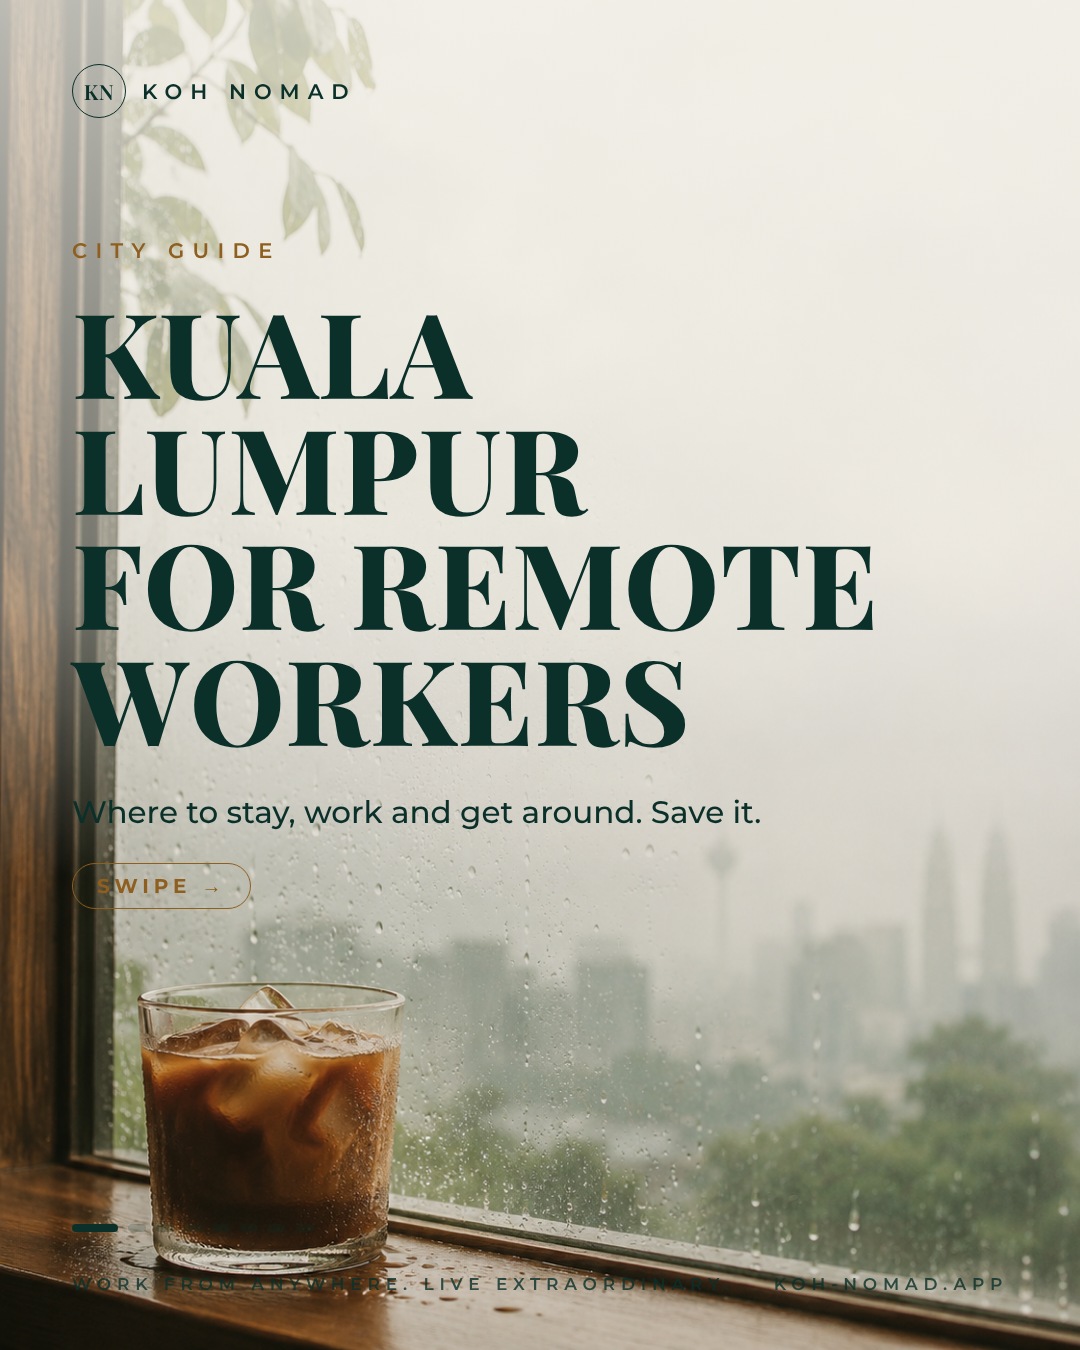 KN KOH NOMAD
CITY GUIDE
KUALA
LUMPUR
FOR REMOTE
WORKERS
Where to stay, work and get around. Save it.
SWIPE →
WORK FROM ANYWHERE. LIVE EXTRAORDINARY KOH-NOMAD.APP